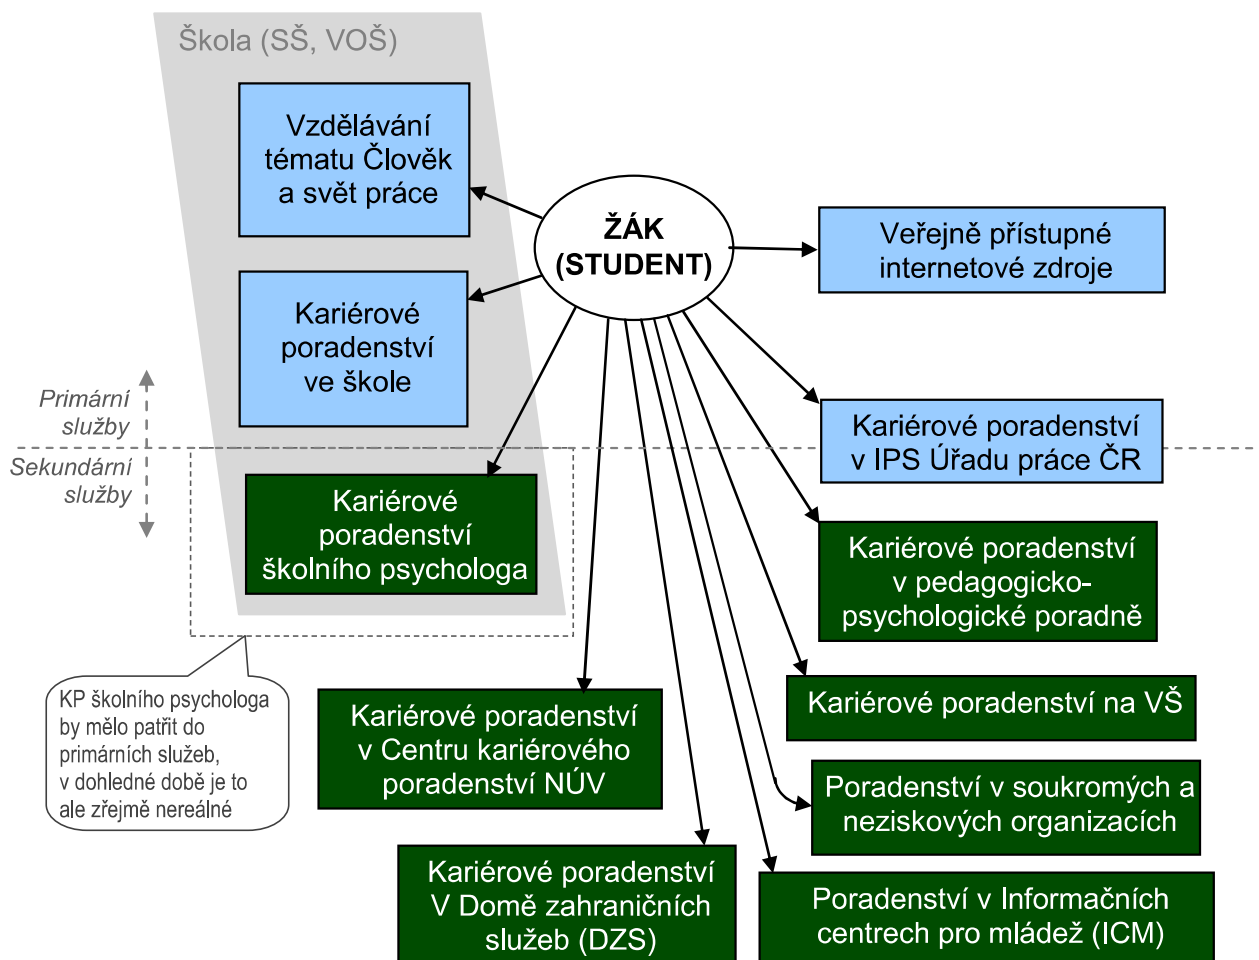 Škola (SŠ, VOŠ)
Vzdělávání
tématu Člověk
a svět práce
ŽÁK
(STUDENT)
Veřejně přístupné
internetové zdroje
Kariérové
poradenství
ve škole
Primární
služby
Sekundární
služby
Kariérové poradenství
v IPS Úřadu práce ČR
Kariérové
poradenství
školního psychologa
Kariérové poradenství
v pedagogicko-
psychologické poradně
KP školního psychologa
by mělo patřit do
primárních služeb,
v dohledné době je to
ale zřejmě nereálné
Kariérové poradenství
v Centru kariérového
poradenství NÚV
Kariérové poradenství na VŠ
Poradenství v soukromých a
neziskových organizacích
Kariérové poradenství
V Domě zahraničních
služeb (DZS)
Poradenství v Informačních
centrech pro mládež (ICM)